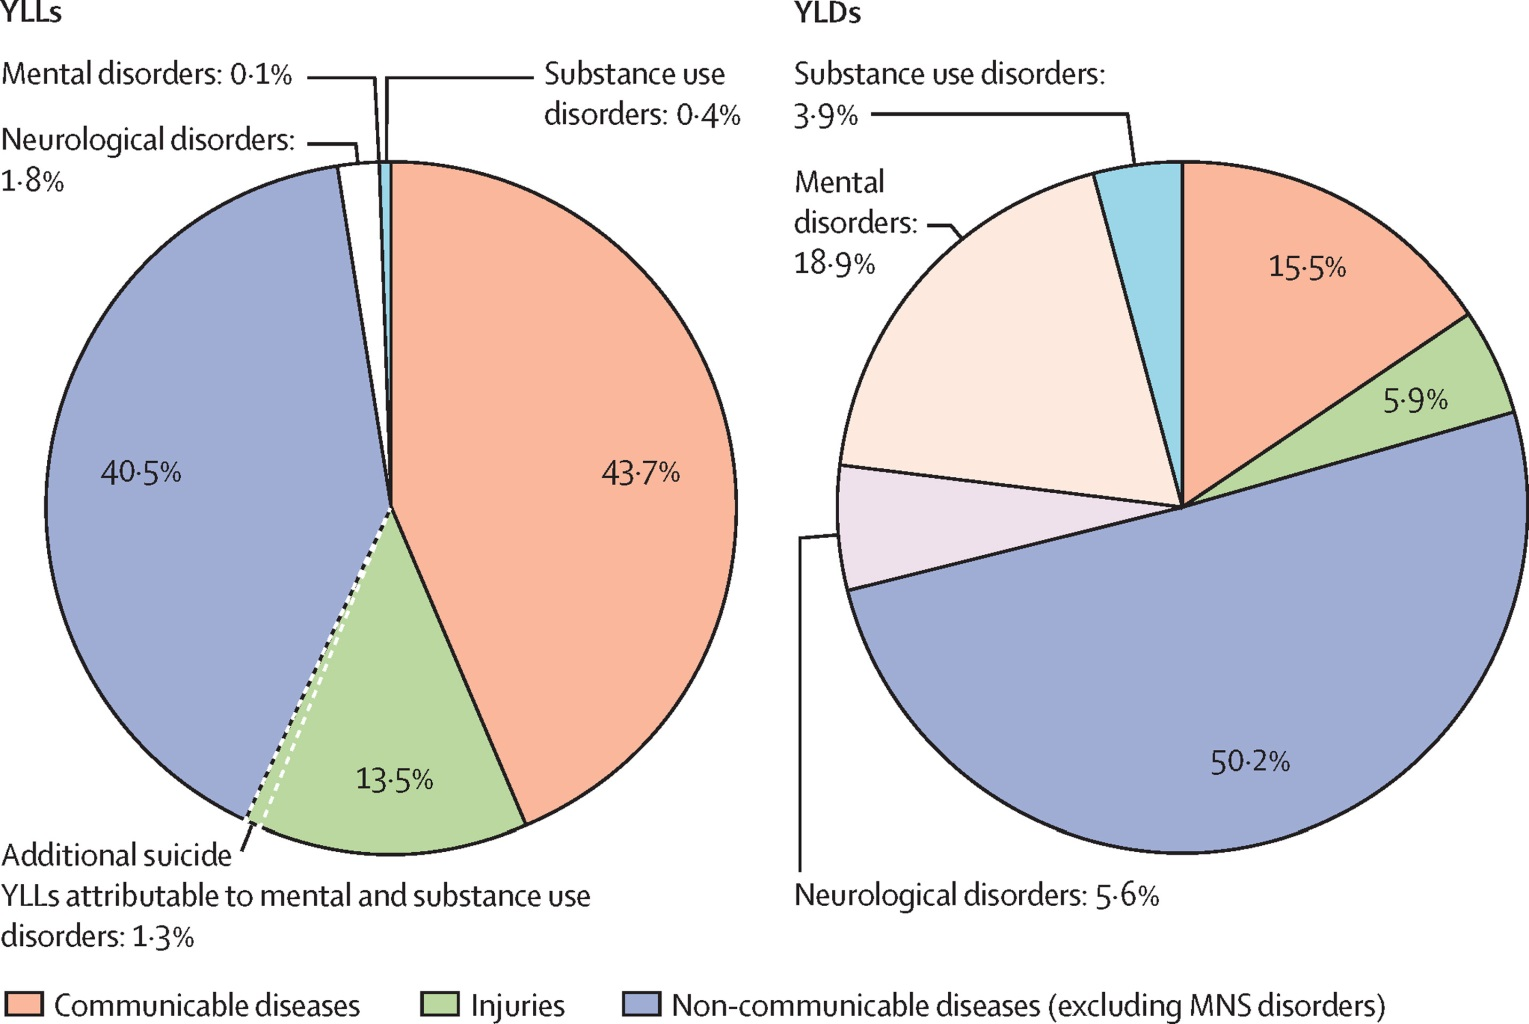 YLLs
Mental disorders: 0·1%
Substance use
disorders: 0·4%
Neurological disorders:
1·8%
40·5%
43·7%
13·5%
Additional suicide
YLLs attributable to mental and substance use
disorders: 1·3%
YLDs
Substance use disorders:
3·9%
Mental
disorders:
18·9%
15·5%
5·9%
50·2%
Neurological disorders: 5·6%
Communicable diseases
Injuries
Non-communicable diseases (excluding MNS disorders)